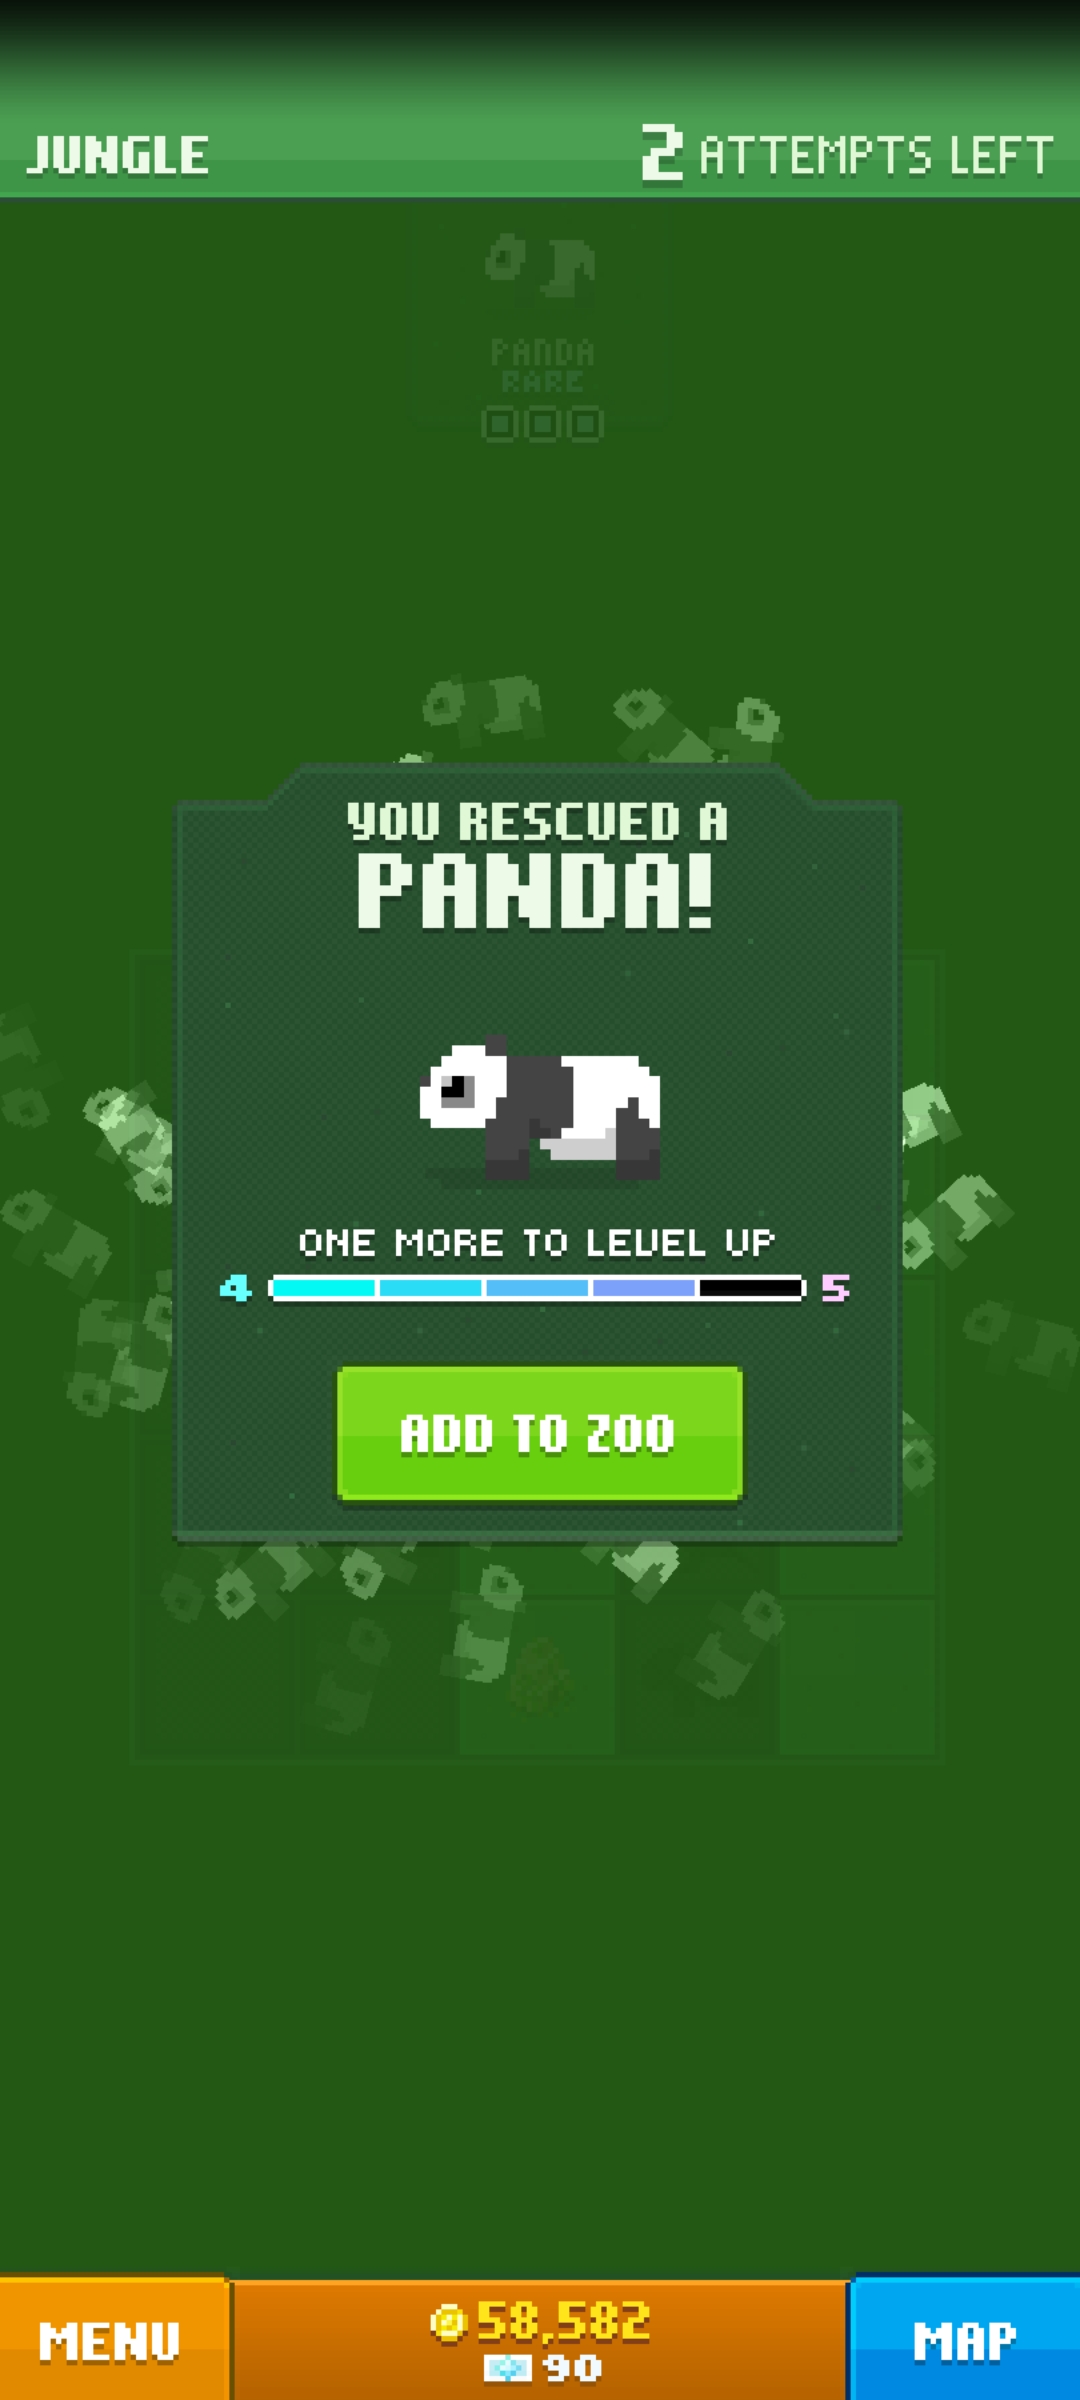 JUNGLE
2 ATTEMPTS LEFT
PANDA
RARE
YOU RESCUED A
PANDA!
ONE MORE TO LEVEL UP
4 5
ADD TO ZOO
MENU
58,582
90
MAP